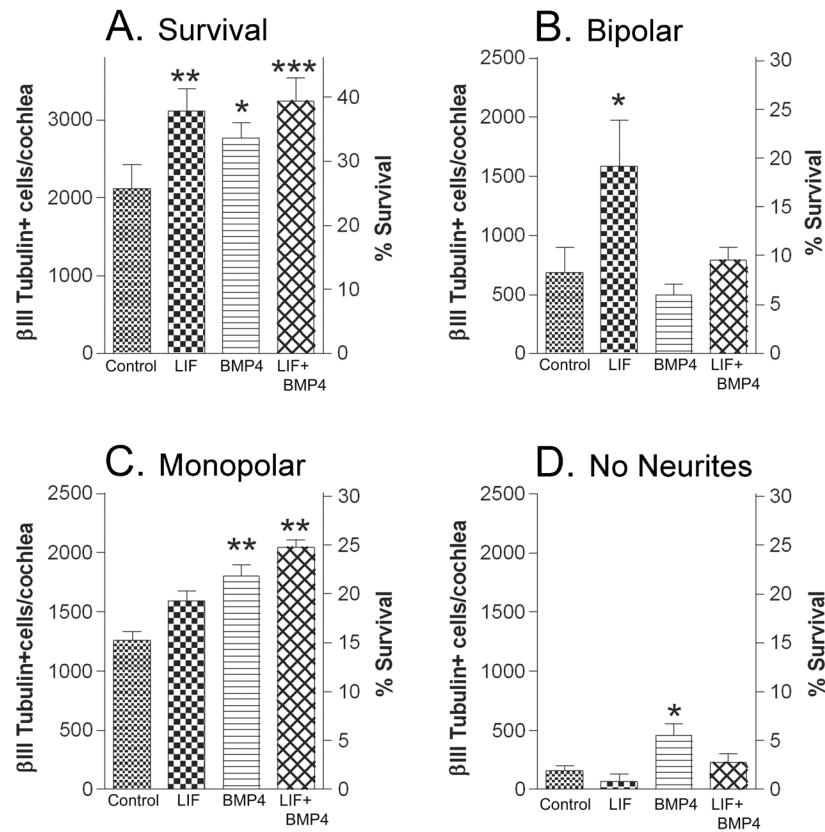 A. Survival
βIII Tubulin+ cells/cochlea
3000
2000
1000
0
** * ***
40
30
20
10
0
% Survival
Control LIF BMP4 LIF+
BMP4
B. Bipolar
βIII Tubulin+ cells/cochlea
2500
2000
1500
1000
500
0
*
30
25
20
15
10
5
0
% Survival
Control LIF BMP4 LIF+
BMP4
C. Monopolar
βIII Tubulin+cells/cochlea
2500
2000
1500
1000
500
0
** **
30
25
20
15
10
5
0
% Survival
Control LIF BMP4 LIF+
BMP4
D. No Neurites
βIII Tubulin+ cells/cochlea
2500
2000
1500
1000
500
0
*
30
25
20
15
10
5
0
% Survival
Control LIF BMP4 LIF+
BMP4